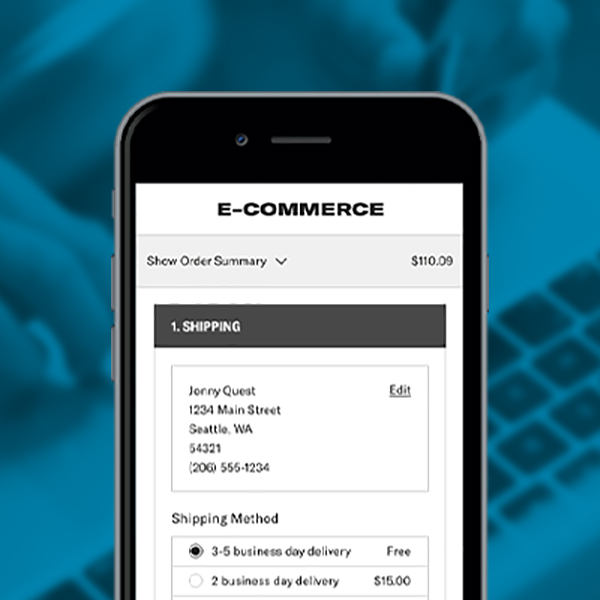 E-COMMERCE
Show Order Summary $110.09
1. SHIPPING
Jonny Quest Edit
1234 Main Street
Seattle, WA
54321
(206) 555-1234
Shipping Method
3-5 business day delivery Free
2 business day delivery $15.00